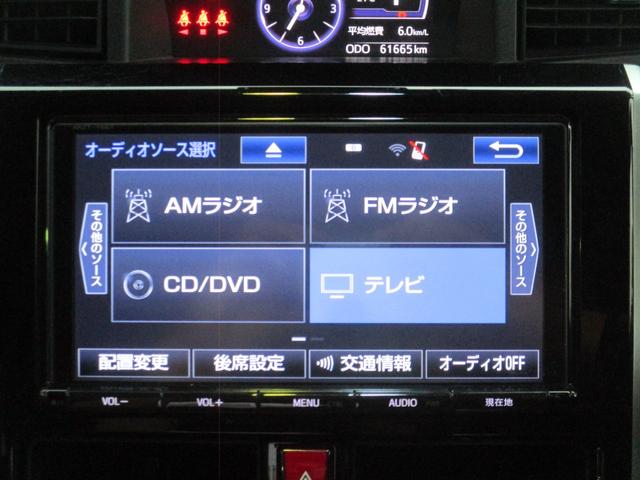 9
3
6
平均燃費 6.0km/L
ODO 61665km
オーディオソース選択
AMラジオ
FMラジオ
その他のソース
その他のソース
CD/DVD
テレビ
配置変更
後席設定
交通情報
オーディオOFF
VOL−
VOL+
MENU
AUDIO
現在地